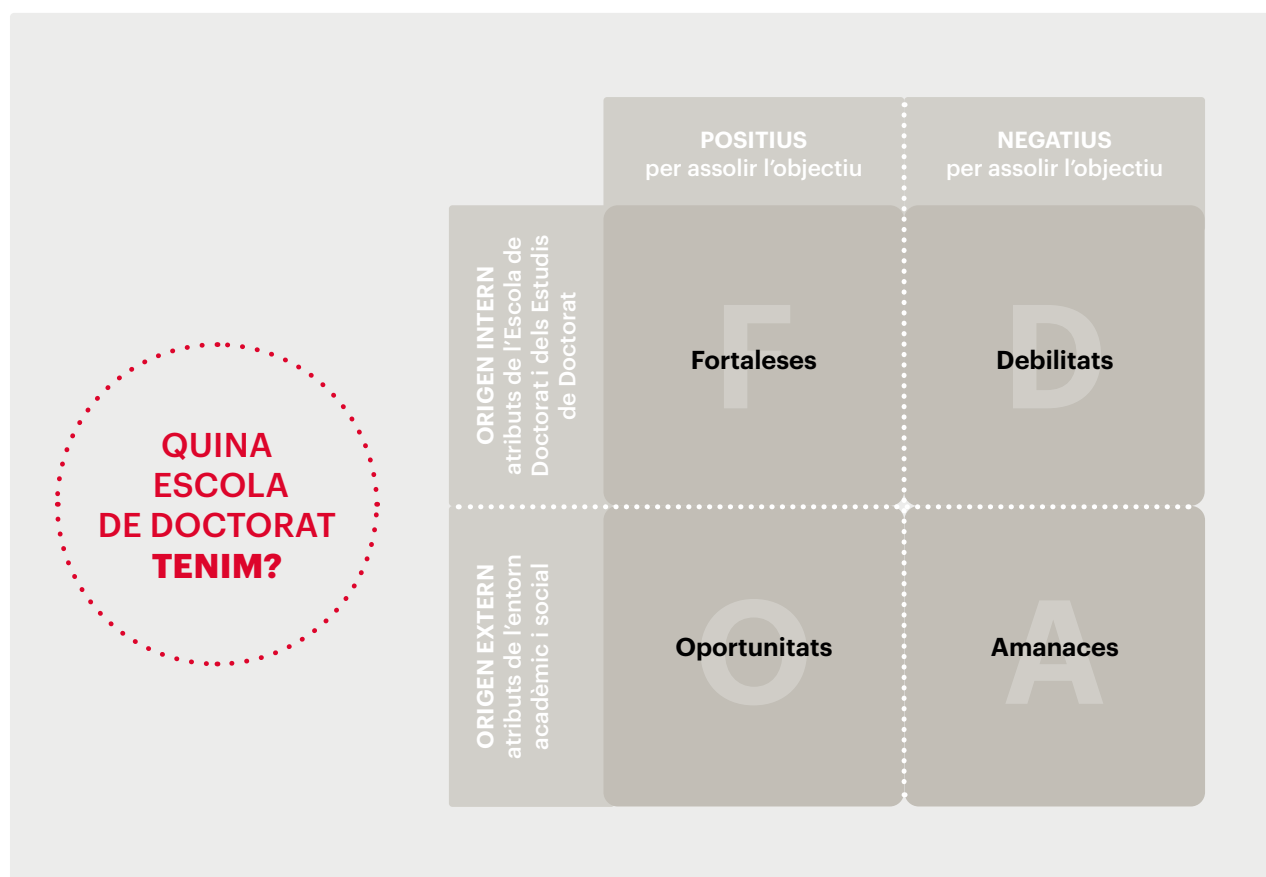 QUINA
ESCOLA
DE DOCTORAT
TENIM?
POSITIUS
per assolir l'objectiu
NEGATIUS
per assolir l'objectiu
ORIGEN INTERN
atributs de l'Escola de
Doctorat i dels Estudis
de Doctorat
F
Fortaleses
D
Debilitats
ORIGEN EXTERN
atributs de l'entorn
acadèmic i social
O
Oportunitats
A
Amanaces